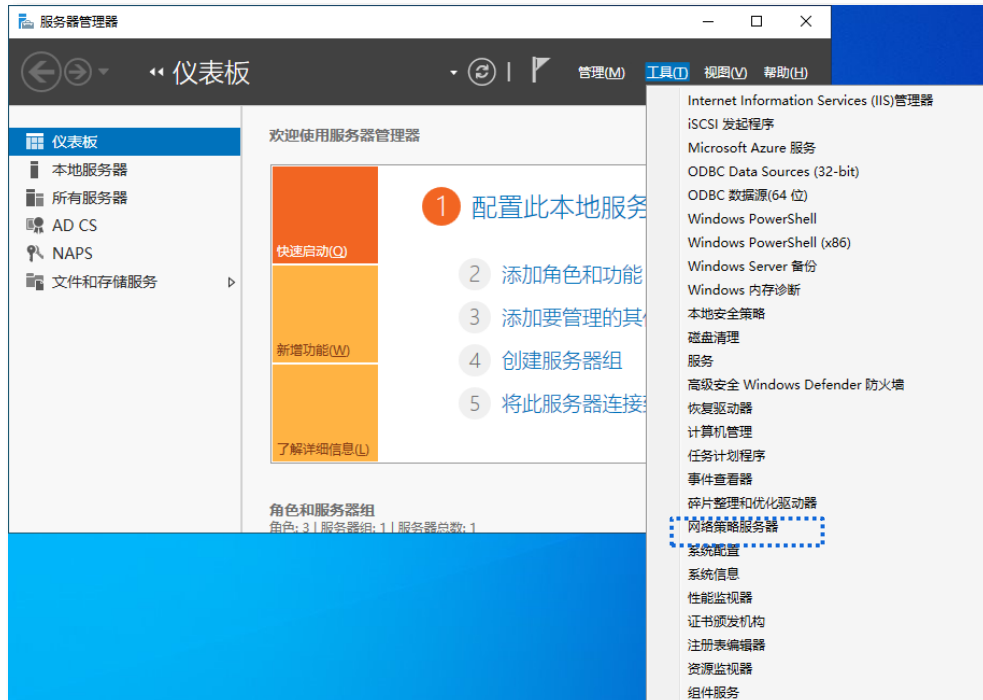 服务器管理器
仪表板
管理(M) 工具(T) 视图(V) 帮助(H)
仪表板
本地服务器
所有服务器
AD CS
NAPS
文件和存储服务
欢迎使用服务器管理器
快速启动(Q)
新增功能(W)
了解详细信息(L)
1 配置此本地服务
2 添加角色和功能
3 添加要管理的其
4 创建服务器组
5 将此服务器连接
角色和服务器组
角色: 3 | 服务器组: 1 | 服务器总数: 1
Internet Information Services (IIS)管理器
iSCSI 发起程序
Microsoft Azure 服务
ODBC Data Sources (32-bit)
ODBC 数据源(64 位)
Windows PowerShell
Windows PowerShell (x86)
Windows Server 备份
Windows 内存诊断
本地安全策略
磁盘清理
服务
高级安全 Windows Defender 防火墙
恢复驱动器
计算机管理
任务计划程序
事件查看器
碎片整理和优化驱动器
网络策略服务器
系统配置
系统信息
性能监视器
证书颁发机构
注册表编辑器
资源监视器
组件服务